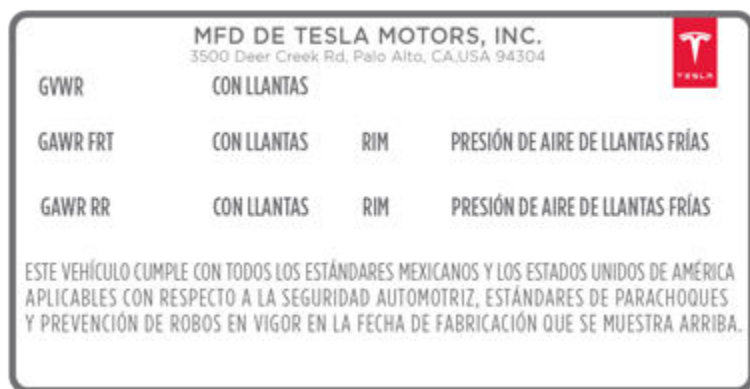 MFD DE TESLA MOTORS, INC.
3500 Deer Creek Rd, Palo Alto, CA,USA 94304
TESLA
GVWR CON LLANTAS
GAWR FRT CON LLANTAS RIM PRESIÓN DE AIRE DE LLANTAS FRÍAS
GAWR RR CON LLANTAS RIM PRESIÓN DE AIRE DE LLANTAS FRÍAS
ESTE VEHÍCULO CUMPLE CON TODOS LOS ESTÁNDARES MEXICANOS Y LOS ESTADOS UNIDOS DE AMÉRICA
APLICABLES CON RESPECTO A LA SEGURIDAD AUTOMOTRIZ, ESTÁNDARES DE PARACHOQUES
Y PREVENCIÓN DE ROBOS EN VIGOR EN LA FECHA DE FABRICACIÓN QUE SE MUESTRA ARRIBA.